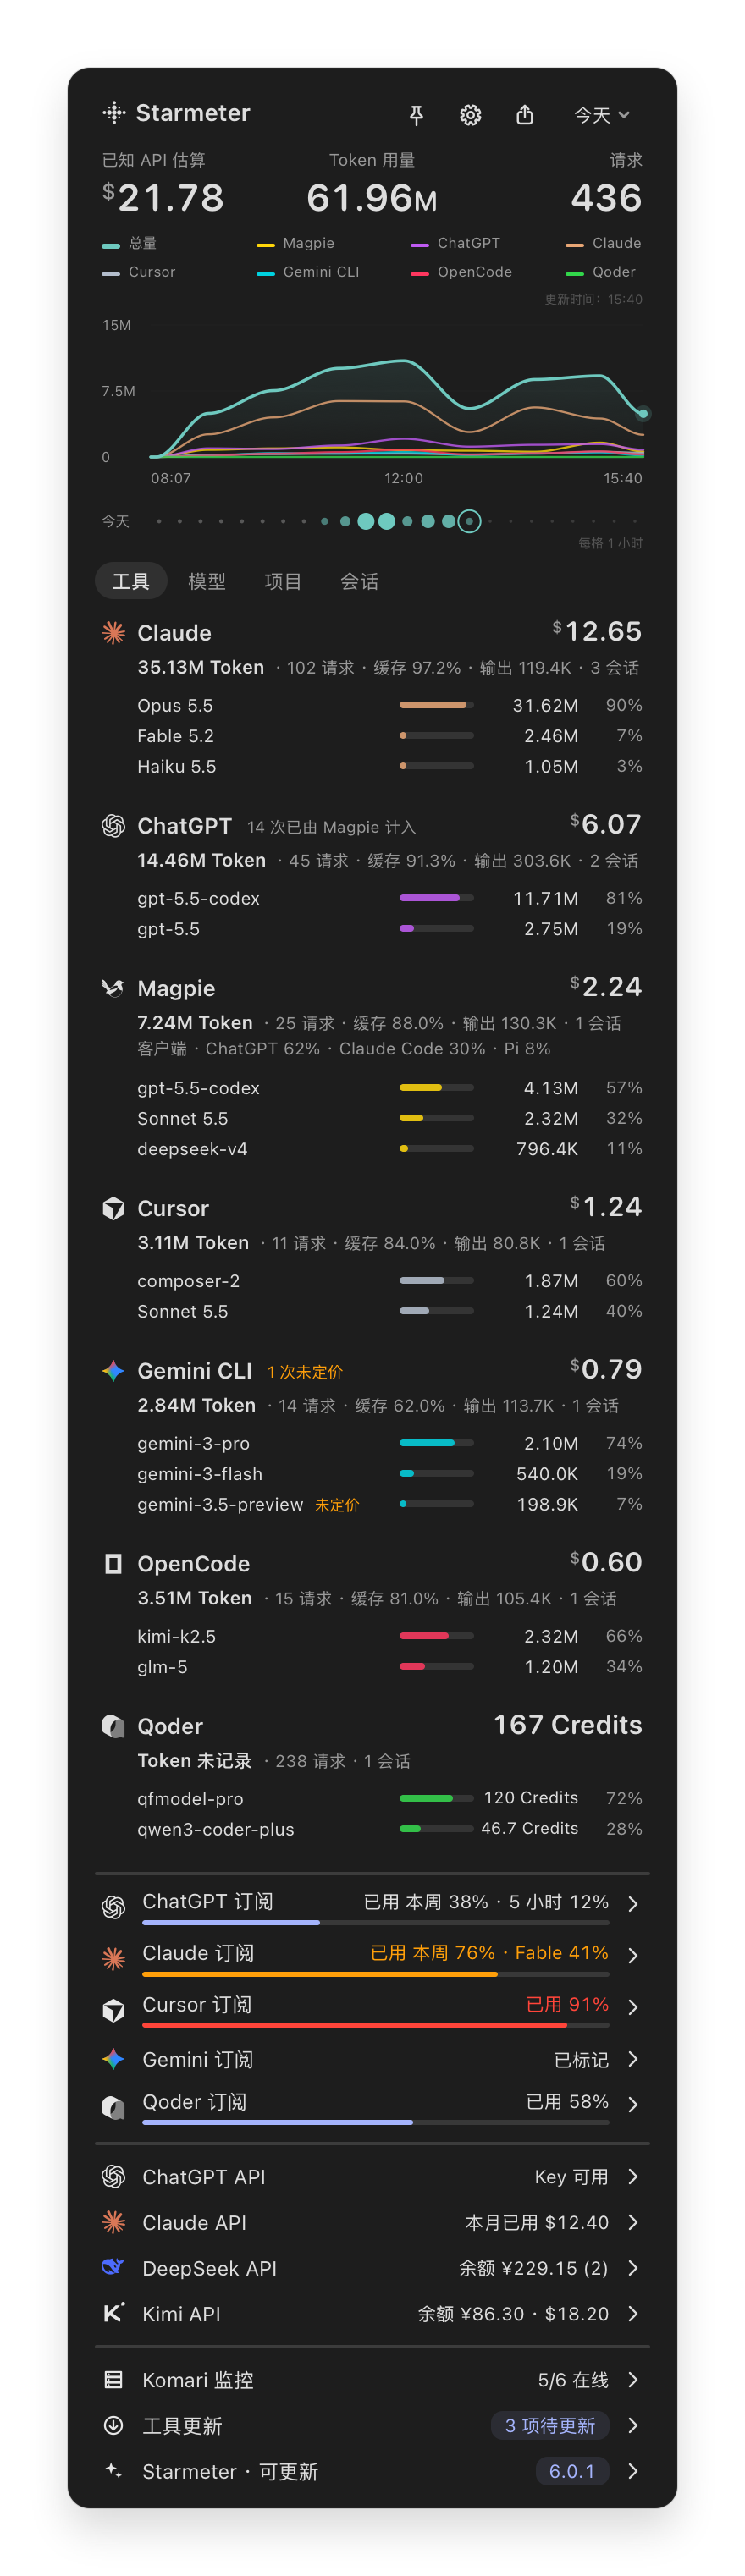 Starmeter 今天
已知 API 估算 Token 用量 请求
$21.78 61.96M 436
总量 Magpie ChatGPT Claude
Cursor Gemini CLI OpenCode Qoder
更新时间：15:40
15M
7.5M
0
08:07 12:00 15:40
今天
每格 1 小时
工具 模型 项目 会话
Claude $12.65
35.13M Token · 102 请求 · 缓存 97.2% · 输出 119.4K · 3 会话
Opus 5.5 31.62M 90%
Fable 5.2 2.46M 7%
Haiku 5.5 1.05M 3%
ChatGPT 14 次已由 Magpie 计入 $6.07
14.46M Token · 45 请求 · 缓存 91.3% · 输出 303.6K · 2 会话
gpt-5.5-codex 11.71M 81%
gpt-5.5 2.75M 19%
Magpie $2.24
7.24M Token · 25 请求 · 缓存 88.0% · 输出 130.3K · 1 会话
客户端 · ChatGPT 62% · Claude Code 30% · Pi 8%
gpt-5.5-codex 4.13M 57%
Sonnet 5.5 2.32M 32%
deepseek-v4 796.4K 11%
Cursor $1.24
3.11M Token · 11 请求 · 缓存 84.0% · 输出 80.8K · 1 会话
composer-2 1.87M 60%
Sonnet 5.5 1.24M 40%
Gemini CLI 1 次未定价 $0.79
2.84M Token · 14 请求 · 缓存 62.0% · 输出 113.7K · 1 会话
gemini-3-pro 2.10M 74%
gemini-3-flash 540.0K 19%
gemini-3.5-preview 未定价 198.9K 7%
OpenCode $0.60
3.51M Token · 15 请求 · 缓存 81.0% · 输出 105.4K · 1 会话
kimi-k2.5 2.32M 66%
glm-5 1.20M 34%
Qoder 167 Credits
Token 未记录 · 238 请求 · 1 会话
qfmodel-pro 120 Credits 72%
qwen3-coder-plus 46.7 Credits 28%
ChatGPT 订阅 已用 本周 38% · 5 小时 12%
Claude 订阅 已用 本周 76% · Fable 41%
Cursor 订阅 已用 91%
Gemini 订阅 已标记
Qoder 订阅 已用 58%
ChatGPT API Key 可用
Claude API 本月已用 $12.40
DeepSeek API 余额 ¥229.15 (2)
Kimi API 余额 ¥86.30 · $18.20
Komari 监控 5/6 在线
工具更新 3 项待更新
Starmeter · 可更新 6.0.1